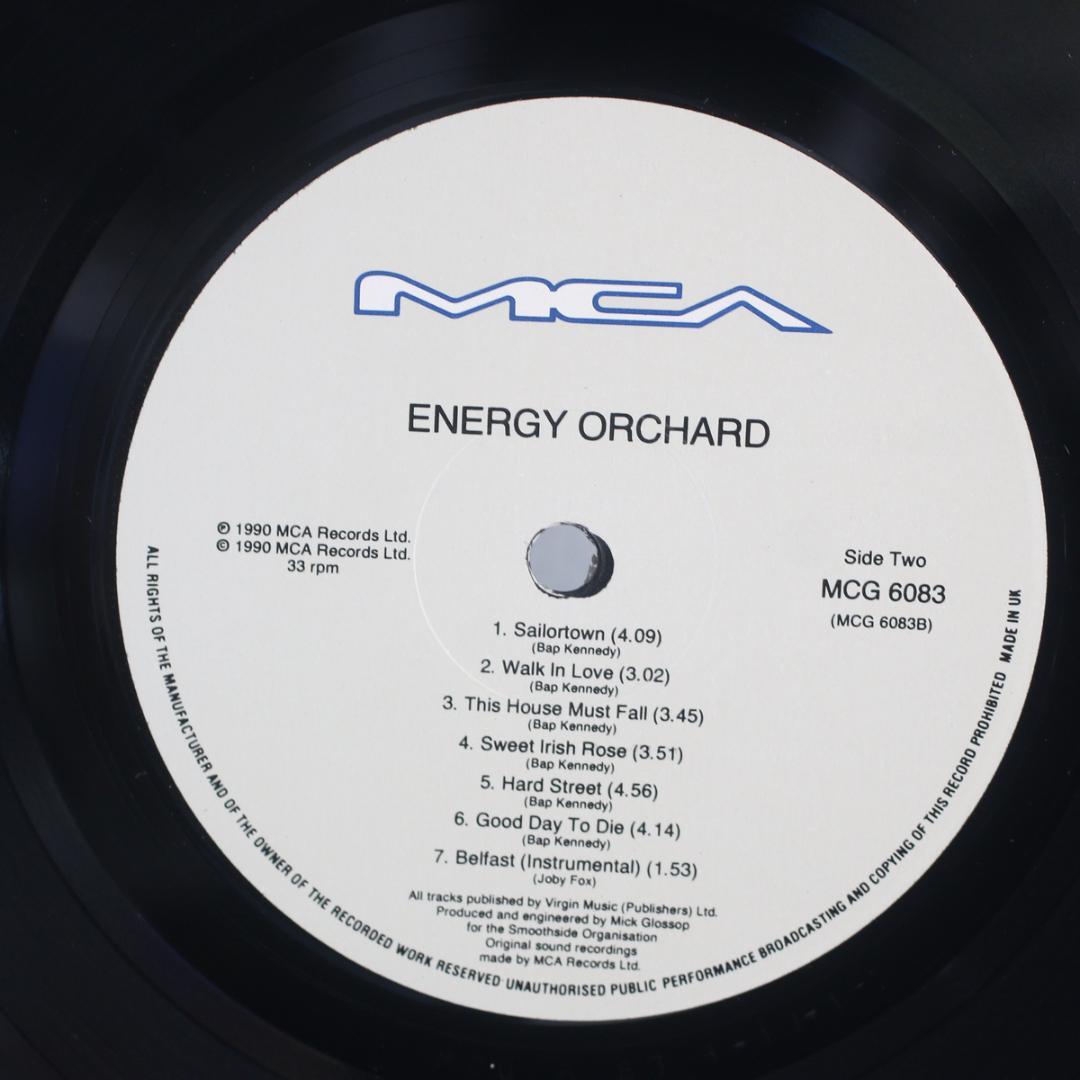 MCA
ENERGY ORCHARD
℗ 1990 MCA Records Ltd.
© 1990 MCA Records Ltd.
33 rpm
Side Two
MCG 6083
(MCG 6083B)
1. Sailortown (4.09)
(Bap Kennedy)
2. Walk In Love (3.02)
(Bap Kennedy)
3. This House Must Fall (3.45)
(Bap Kennedy)
4. Sweet Irish Rose (3.51)
(Bap Kennedy)
5. Hard Street (4.56)
(Bap Kennedy)
6. Good Day To Die (4.14)
(Bap Kennedy)
7. Belfast (Instrumental) (1.53)
(Joby Fox)
All tracks published by Virgin Music (Publishers) Ltd.
Produced and engineered by Mick Glossop
for the Smoothside Organisation
Original sound recordings
made by MCA Records Ltd.
ALL RIGHTS OF THE MANUFACTURER AND OF THE OWNER OF THE RECORDED WORK RESERVED·UNAUTHORISED PUBLIC PERFORMANCE BROADCASTING AND COPYING OF THIS RECORD PROHIBITED MADE IN UK